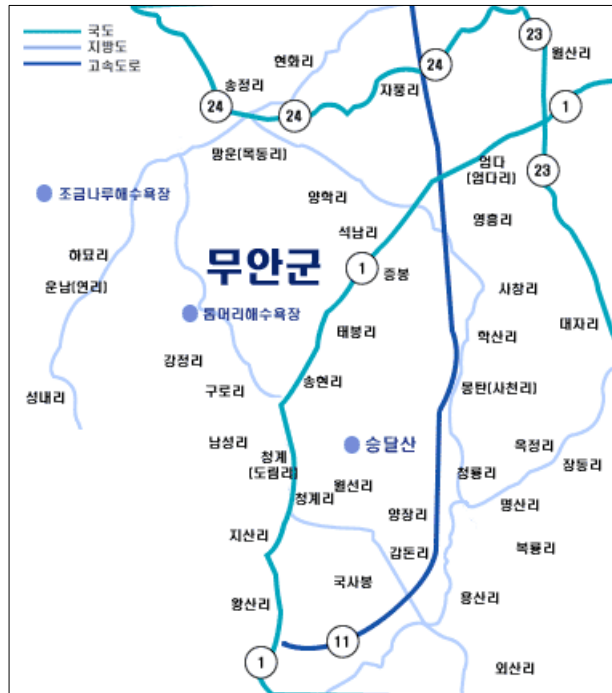 국도
지방도
고속도로
23
월산리
현화리
24
송정리
자풍리
24
24
1
망운(목동리)
엄다
(엄다리)
23
조금나루해수욕장
양학리
영흥리
석남리
하묘리
무안군
1
증봉
운남(연리)
사창리
톱머리해수욕장
대자리
태봉리
학산리
강정리
송현리
구로리
몽탄(사천리)
성내리
남성리
승달산
옥정리
청계
(도림리)
장동리
청룡리
월선리
청계리
명산리
양장리
지산리
감돈리
복룡리
국사봉
왕산리
용산리
11
1
외산리